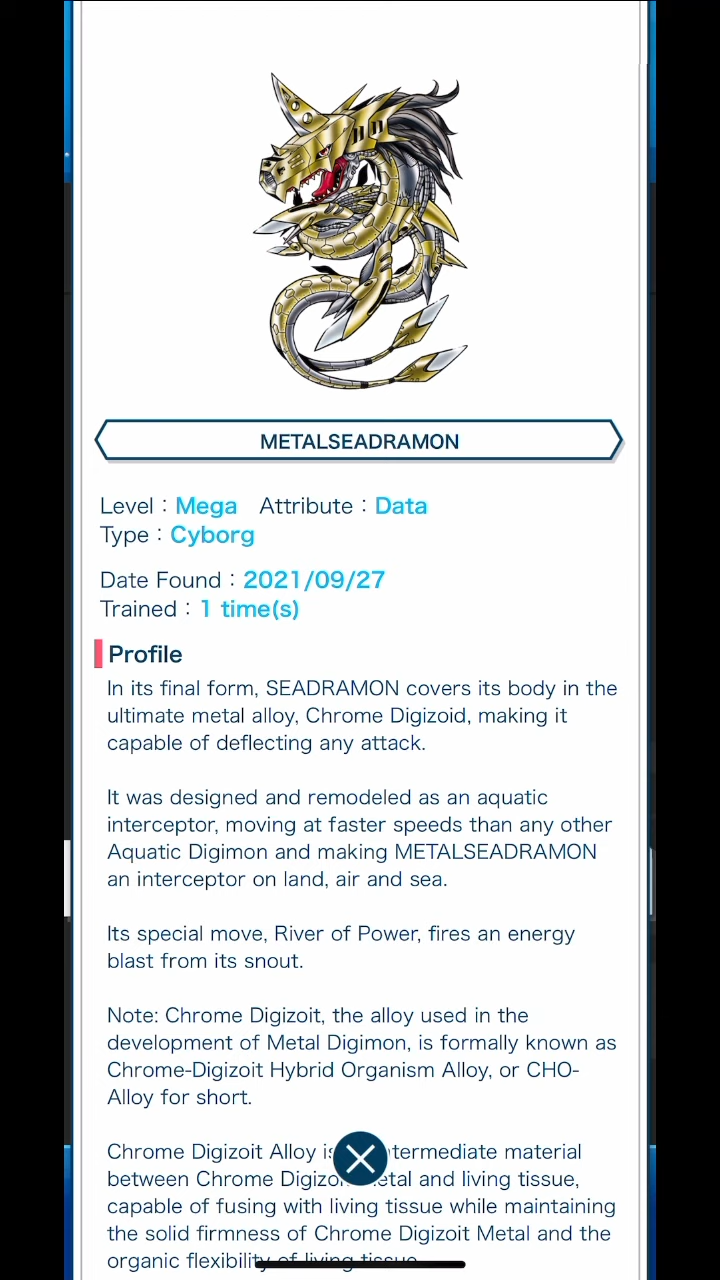 METALSEADRAMON
Level : Mega Attribute : Data
Type : Cyborg
Date Found : 2021/09/27
Trained : 1 time(s)
Profile
In its final form, SEADRAMON covers its body in the
ultimate metal alloy, Chrome Digizoid, making it
capable of deflecting any attack.
It was designed and remodeled as an aquatic
interceptor, moving at faster speeds than any other
Aquatic Digimon and making METALSEADRAMON
an interceptor on land, air and sea.
Its special move, River of Power, fires an energy
blast from its snout.
Note: Chrome Digizoit, the alloy used in the
development of Metal Digimon, is formally known as
Chrome-Digizoit Hybrid Organism Alloy, or CHO-
Alloy for short.
Chrome Digizoit Alloy material
between Chrome and living tissue,
capable of fusing with living tissue while maintaining
the solid firmness of Chrome Digizoit Metal and the
organic flexibility of living tissue